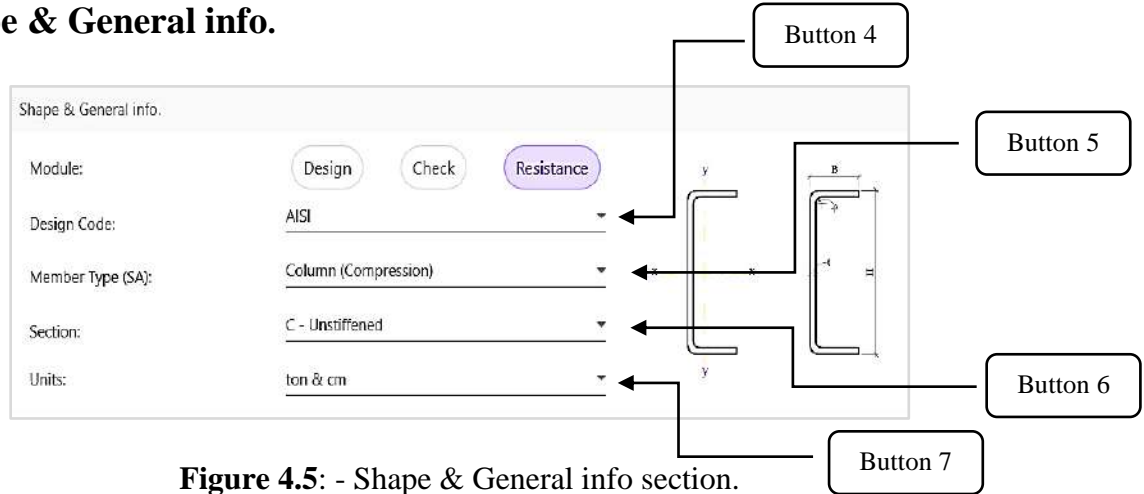 e & General info.
Button 4
Shape & General info.
Button 5
Module:
Design
Check
Resistance
y
B
Design Code:
AISI
Member Type (SA):
Column (Compression)
x
H
Section:
C - Unstiffened
Units:
ton & cm
y
Button 6
Button 7
Figure 4.5: - Shape & General info section.